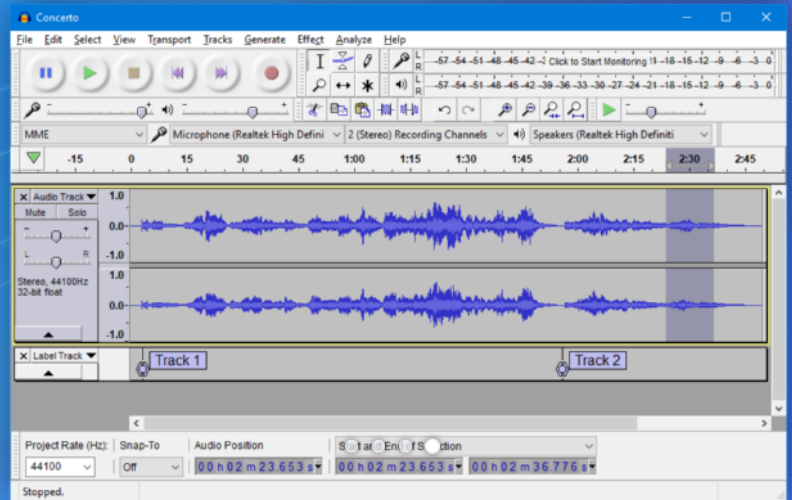 Concerto
File Edit Select View Transport Tracks Generate Effect Analyze Help
L R -57 -54 -51 -48 -45 -42 Click to Start Monitoring -18 -15 -12 -9 -6 -3 0
L R -57 -54 -51 -48 -45 -42 -39 -36 -33 -30 -27 -24 -21 -18 -15 -12 -9 -6 -3 0
MME Microphone (Realtek High Defini 2 (Stereo) Recording Channels Speakers (Realtek High Definiti
-15 0 15 30 45 1:00 1:15 1:30 1:45 2:00 2:15 2:30 2:45
X Audio Track 1.0
Mute Solo
- + 0.0
L R -1.0
Stereo, 44100Hz 1.0
32-bit float
0.0
-1.0
X Label Track
Track 1 Track 2
Project Rate (Hz): Snap-To Audio Position Start and End of Selection
44100 Off 00 h 02 m 23.653 s 00 h 02 m 23.653 s 00 h 02 m 36.776 s
Stopped.